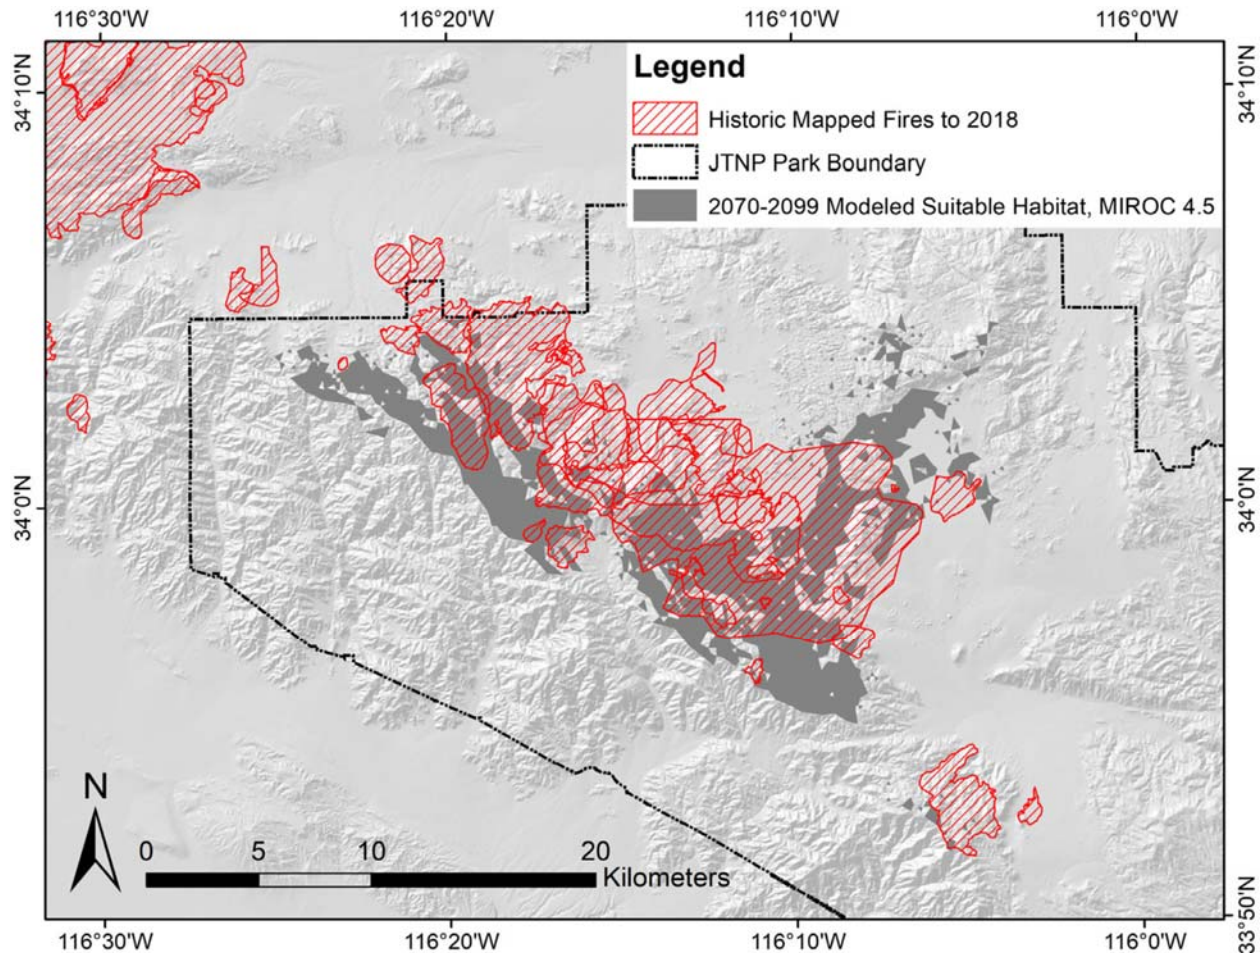 116°30'W 116°20'W 116°10'W 116°0'W
34°10'N 34°10'N
Legend
Historic Mapped Fires to 2018
JTNP Park Boundary
2070-2099 Modeled Suitable Habitat, MIROC 4.5
34°0'N 34°0'N
N
0 5 10 20
Kilometers
33°50'N
116°30'W 116°20'W 116°10'W 116°0'W